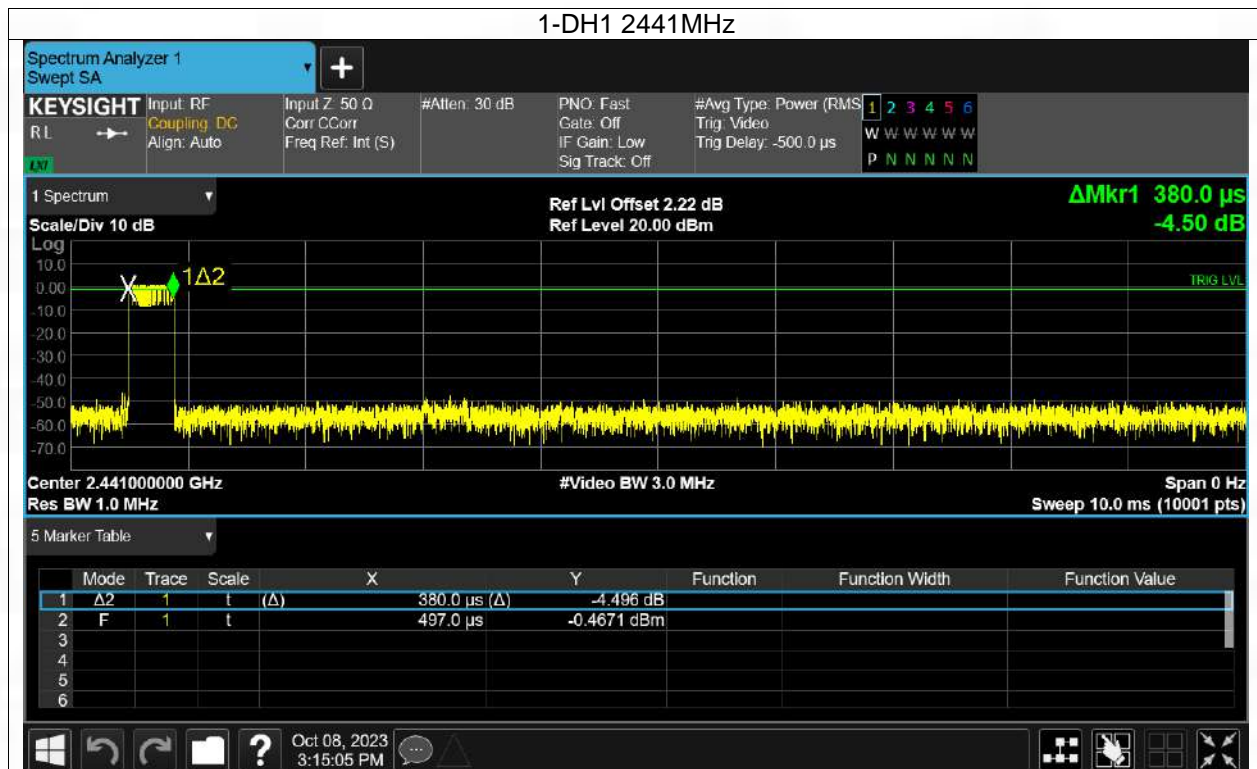 1-DH1 2441MHz
Spectrum Analyzer 1
Swept SA
+
KEYSIGHT
RL
LXI
Input: RF
Coupling: DC
Align: Auto
Input Z: 50 Ω
Corr CCorr
Freq Ref: Int (S)
#Atten: 30 dB
PNO: Fast
Gate: Off
IF Gain: Low
Sig Track: Off
#Avg Type: Power (RMS
Trig: Video
Trig Delay: -500.0 µs
1 2 3 4 5 6
W W W W W W
P N N N N N
1 Spectrum
Scale/Div 10 dB
Ref Lvl Offset 2.22 dB
Ref Level 20.00 dBm
ΔMkr1 380.0 µs
-4.50 dB
Log
10.0
0.00
-10.0
-20.0
-30.0
-40.0
-50.0
-60.0
-70.0
1Δ2
TRIG LVL
Center 2.441000000 GHz #Video BW 3.0 MHz Span 0 Hz
Res BW 1.0 MHz Sweep 10.0 ms (10001 pts)
5 Marker Table
Mode Trace Scale X Y Function Function Width Function Value
1 Δ2 1 t (Δ) 380.0 µs (Δ) -4.496 dB
2 F 1 t 497.0 µs -0.4671 dBm
3
4
5
6
?
Oct 08, 2023
3:15:05 PM